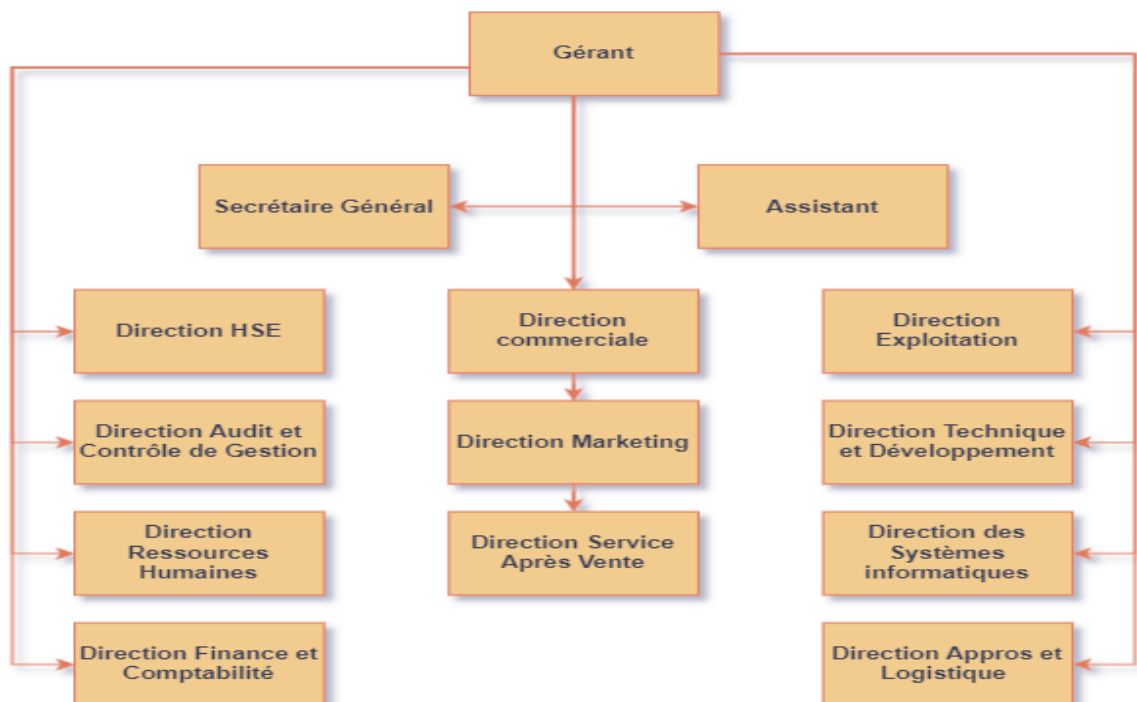 Gérant
Secrétaire Général
Assistant
Direction HSE
Direction
commerciale
Direction
Exploitation
Direction Audit et
Contrôle de Gestion
Direction Marketing
Direction Technique
et Développement
Direction
Ressources
Humaines
Direction Service
Après Vente
Direction des
Systèmes
informatiques
Direction Finance et
Comptabilité
Direction Appros et
Logistique